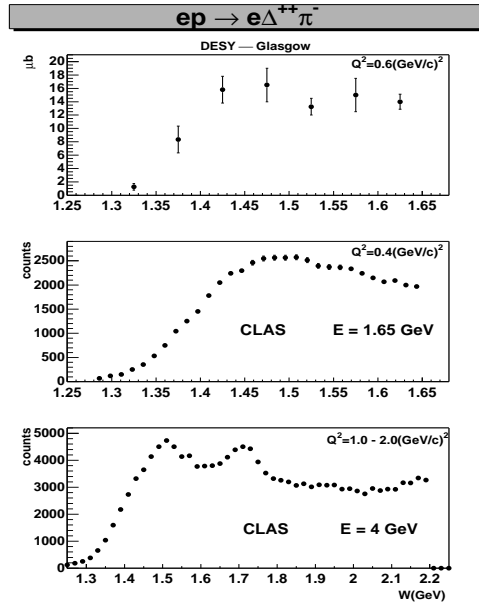 ep → eΔ⁺⁺π⁻
DESY — Glasgow
μb
Q²=0.6(GeV/c)²
18
16
14
12
10
8
6
4
2
0
1.25 1.3 1.35 1.4 1.45 1.5 1.55 1.6 1.65
counts
Q²=0.4(GeV/c)²
2500
2000
1500
1000
500
0
CLAS E = 1.65 GeV
1.25 1.3 1.35 1.4 1.45 1.5 1.55 1.6 1.65
counts
Q²=1.0 - 2.0(GeV/c)²
5000
4000
3000
2000
1000
0
CLAS E = 4 GeV
1.3 1.4 1.5 1.6 1.7 1.8 1.9 2 2.1 2.2
W(GeV)